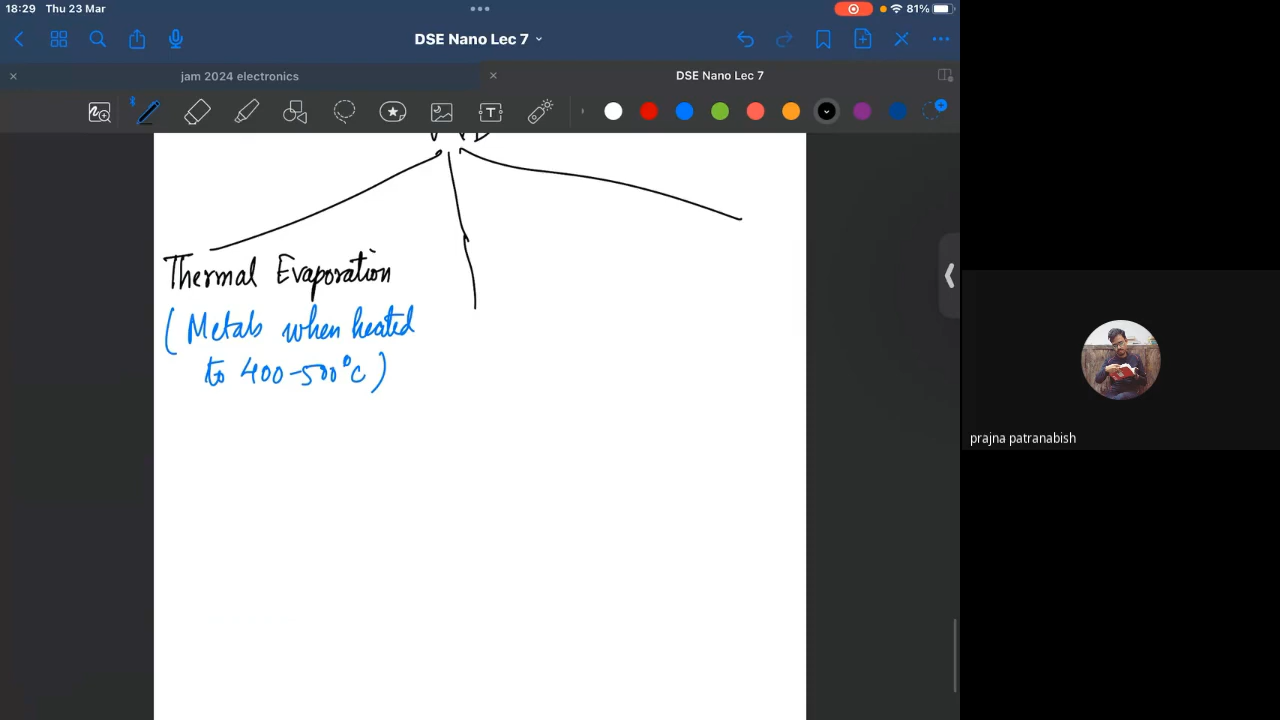 18:29 Thu 23 Mar
81%
DSE Nano Lec 7
jam 2024 electronics
DSE Nano Lec 7
Thermal Evaporation
(Metals when heated
to 400-500°C)
prajna patranabish